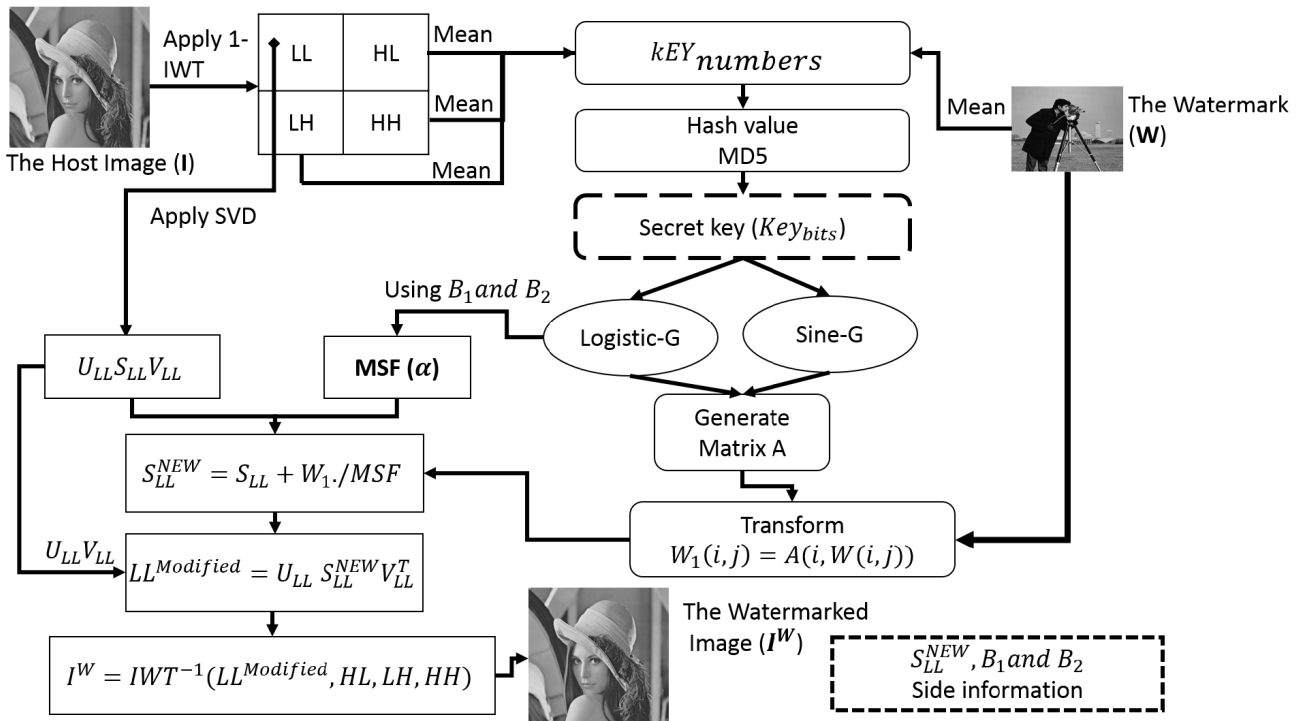 Apply 1-
IWT
LL
HL
LH
HH
Mean
Mean
Mean
The Host Image (I)
kEY_numbers
Hash value
MD5
Secret key (Key_bits)
Mean
The Watermark
(W)
Apply SVD
Using B_1 and B_2
Logistic-G
Sine-G
U_LL S_LL V_LL
MSF (α)
Generate
Matrix A
S_LL^NEW = S_LL + W_1./MSF
Transform
W_1(i, j) = A(i, W(i, j))
U_LL V_LL
LL^Modified = U_LL S_LL^NEW V_LL^T
I^W = IWT^-1(LL^Modified, HL, LH, HH)
The Watermarked
Image (I^W)
S_LL^NEW, B_1 and B_2
Side information